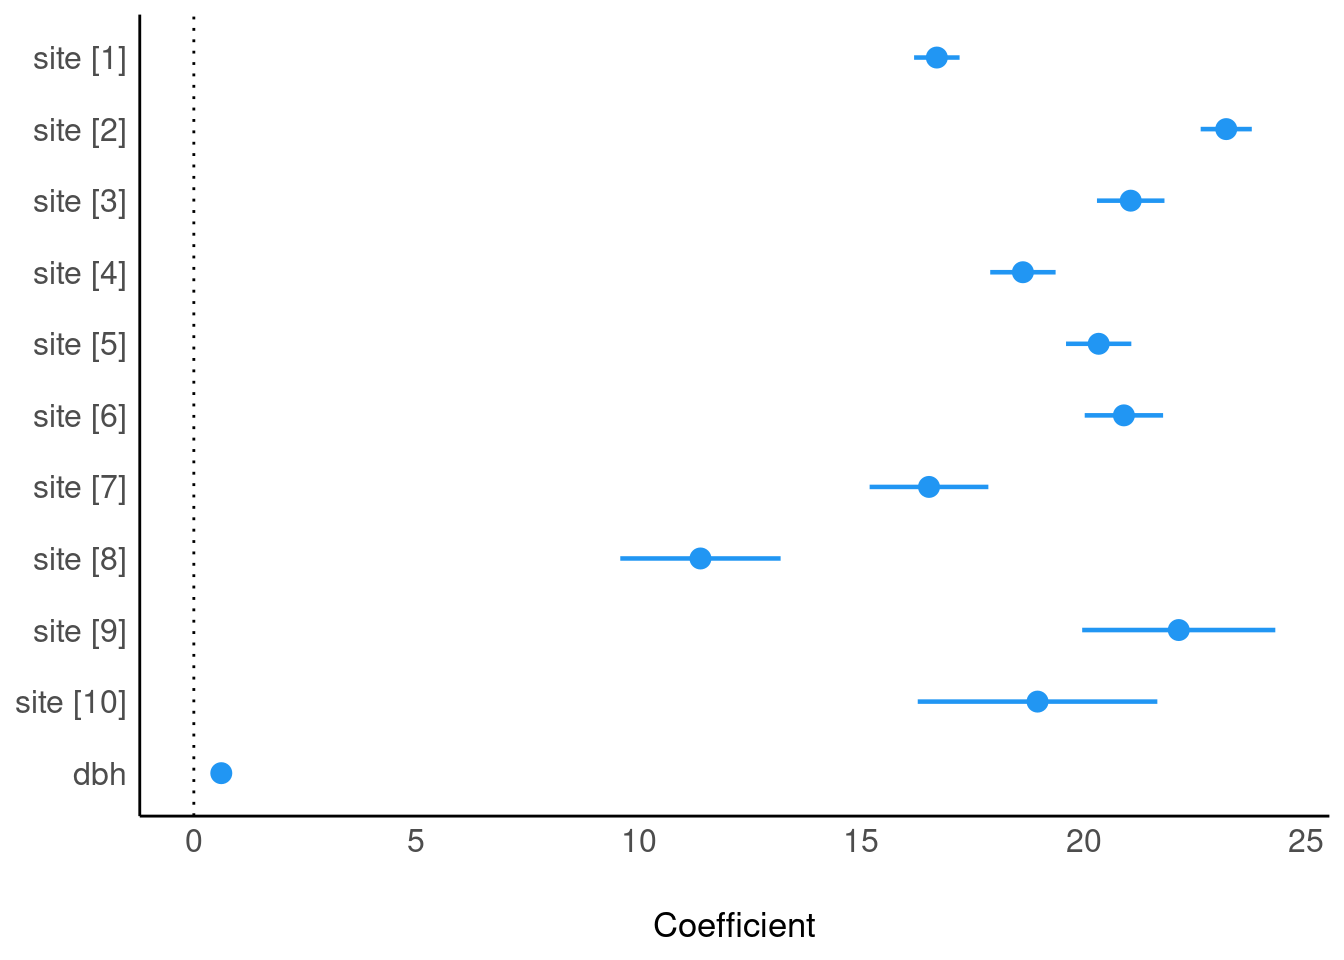 site [1]
site [2]
site [3]
site [4]
site [5]
site [6]
site [7]
site [8]
site [9]
site [10]
dbh
0 5 10 15 20 25
Coefficient